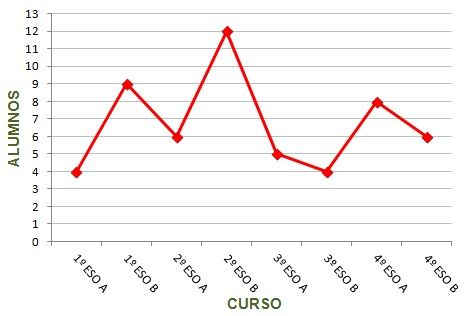 ALUMNOS
13
12
11
10
9
8
7
6
5
4
3
2
1
0
1º ESO A
1º ESO B
2º ESO A
2º ESO B
3º ESO A
3º ESO B
4º ESO A
4º ESO B
CURSO